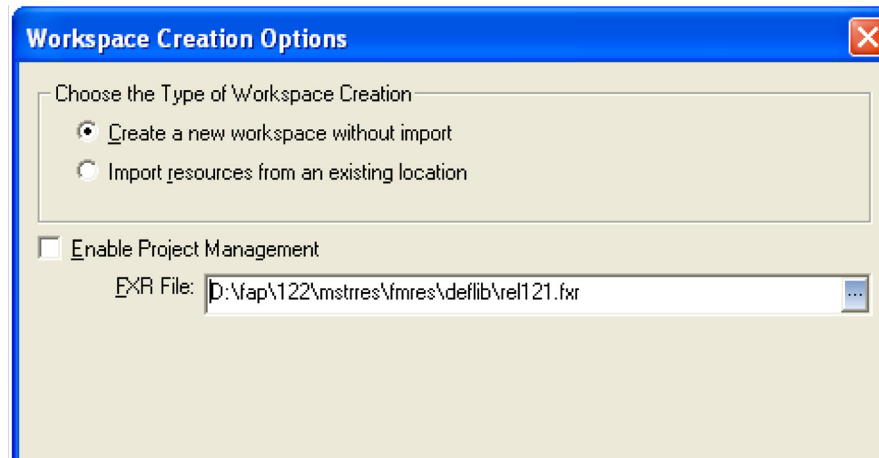 Workspace Creation Options
Choose the Type of Workspace Creation
Create a new workspace without import
Import resources from an existing location
Enable Project Management
FXR File: D:\fap\122\mstrres\fmres\deflib\rel121.fxr ...